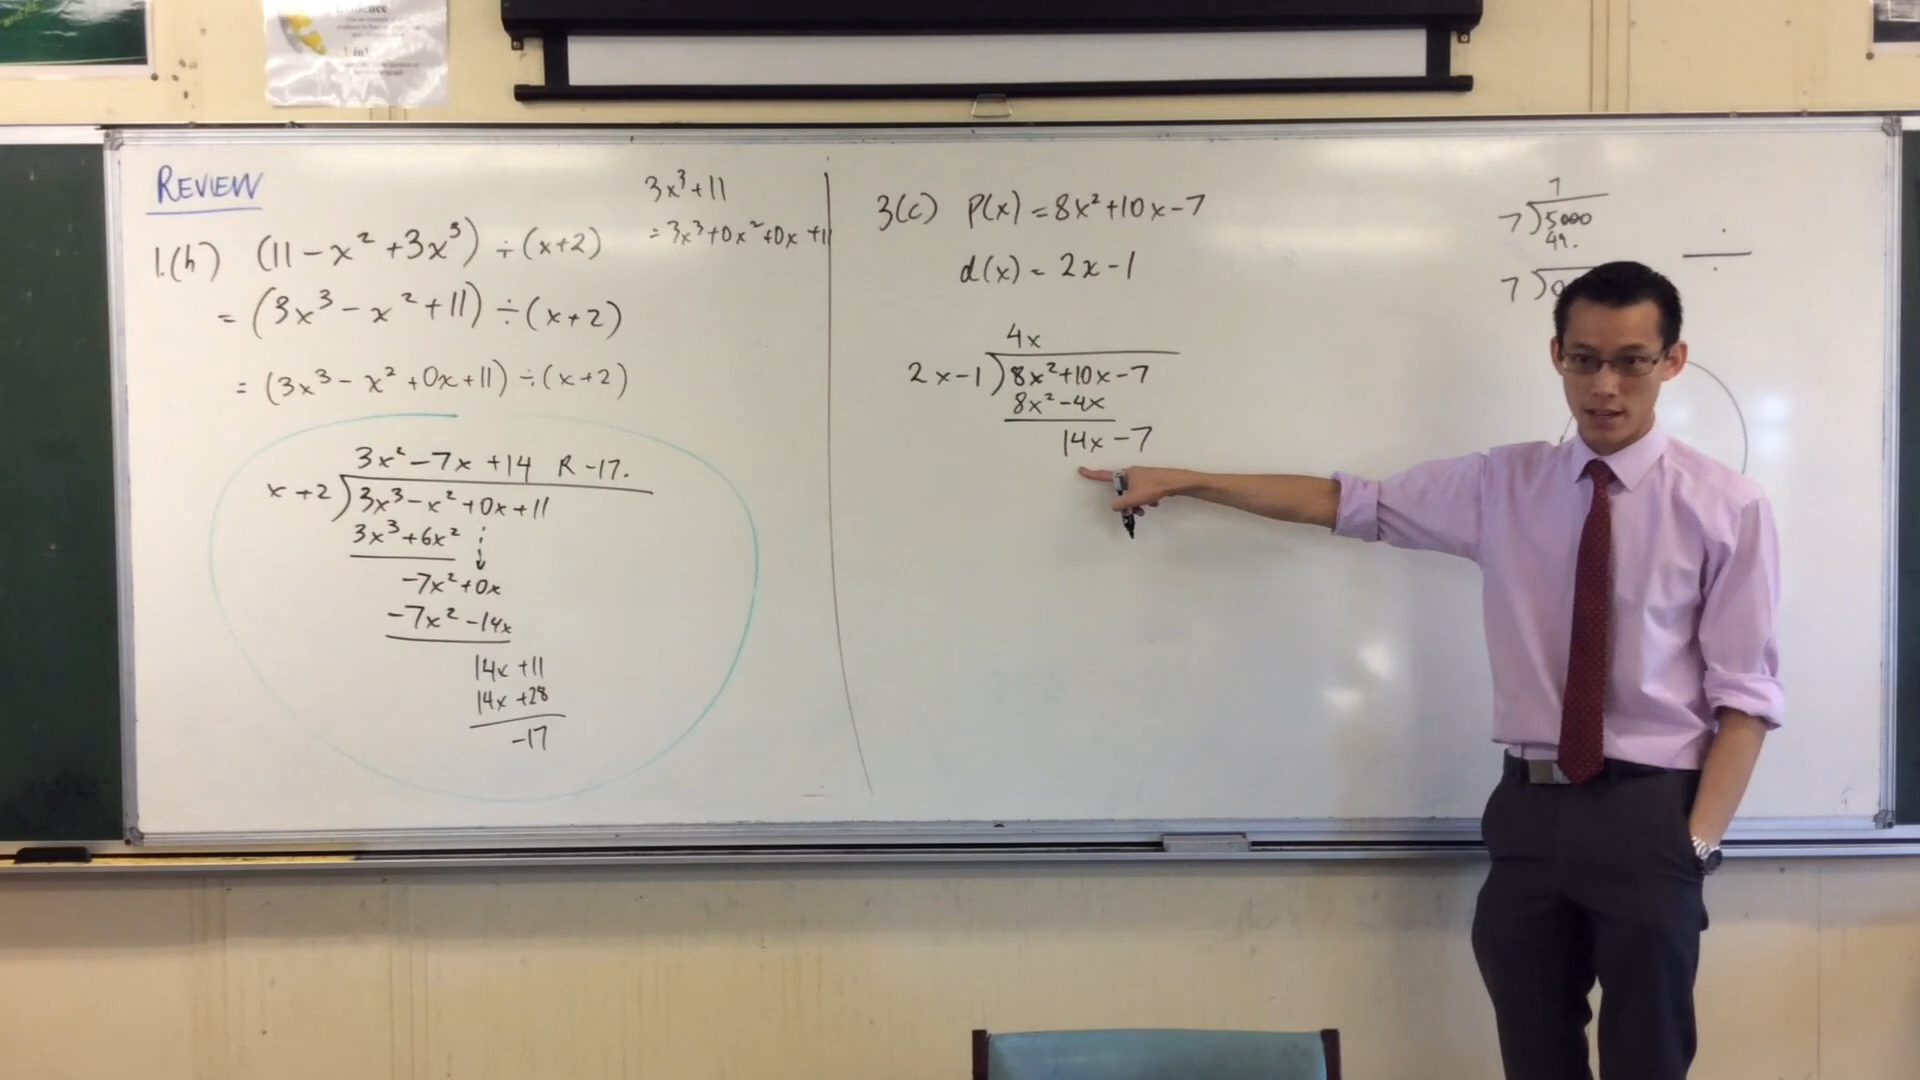 REVIEW
1.(h) (11 - x² + 3x³) ÷ (x+2)
= (3x³ - x² + 11) ÷ (x+2)
= (3x³ - x² + 0x + 11) ÷ (x+2)
3x³ + 11
= 3x³ + 0x² + 0x + 11
3x² - 7x + 14 R -17.
x + 2 ) 3x³ - x² + 0x + 11
3x³ + 6x²
-7x² + 0x
-7x² - 14x
14x + 11
14x + 28
-17
3(c) P(x) = 8x² + 10x - 7
d(x) = 2x - 1
4x
2x - 1 ) 8x² + 10x - 7
8x² - 4x
14x - 7
7
7 ) 5000
49.
7 ) 0
÷